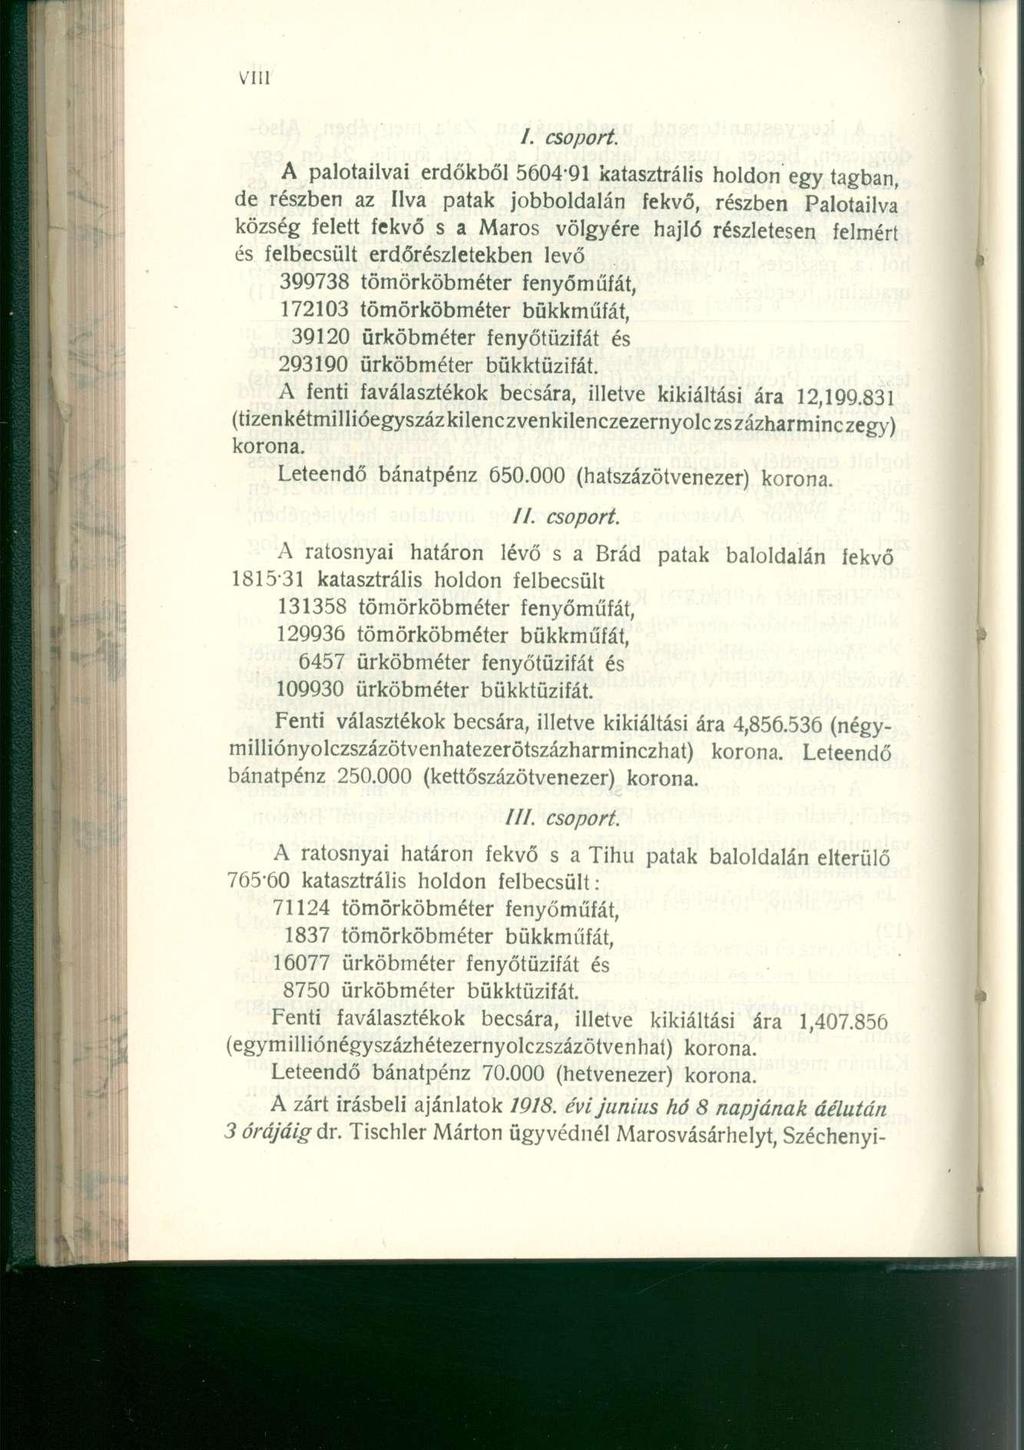 VIII
I. csoport.
A palotailvai erdőkből 5604·91 katasztrális holdon egy tagban,
de részben az Ilva patak jobboldalán fekvő, részben Palotailva
község felett fekvő s a Maros völgyére hajló részletesen felmért
és felbecsült erdőrészletekben levő
399738 tömörköbméter fenyőműfát,
172103 tömörköbméter bükkműfát,
39120 ürköbméter fenyőtüzifát és
293190 ürköbméter bükktüzifát.
A fenti faválasztékok becsára, illetve kikiáltási ára 12,199.831
(tizenkétmillióegyszázkilenczvenkilenczezernyolczszázharminczegy)
korona.
Leteendő bánatpénz 650.000 (hatszázötvenezer) korona.
II. csoport.
A ratosnyai határon lévő s a Brád patak baloldalán fekvő
1815·31 katasztrális holdon felbecsült
131358 tömörköbméter fenyőműfát,
129936 tömörköbméter bükkműfát,
6457 ürköbméter fenyőtüzifát és
109930 ürköbméter bükktüzifát.
Fenti választékok becsára, illetve kikiáltási ára 4,856.536 (négy-
milliónyolczszázötvenhatezerötszázharminczhat) korona. Leteendő
bánatpénz 250.000 (kettőszázötvenezer) korona.
III. csoport.
A ratosnyai határon fekvő s a Tihu patak baloldalán elterülő
765·60 katasztrális holdon felbecsült:
71124 tömörköbméter fenyőműfát,
1837 tömörköbméter bükkműfát,
16077 ürköbméter fenyőtüzifát és
8750 ürköbméter bükktüzifát.
Fenti faválasztékok becsára, illetve kikiáltási ára 1,407.856
(egymilliónégyszázhétezernyolczszázötvenhat) korona.
Leteendő bánatpénz 70.000 (hetvenezer) korona.
A zárt irásbeli ajánlatok 1918. évi junius hó 8 napjának délután
3 órájáig dr. Tischler Márton ügyvédnél Marosvásárhelyt, Széchenyi-